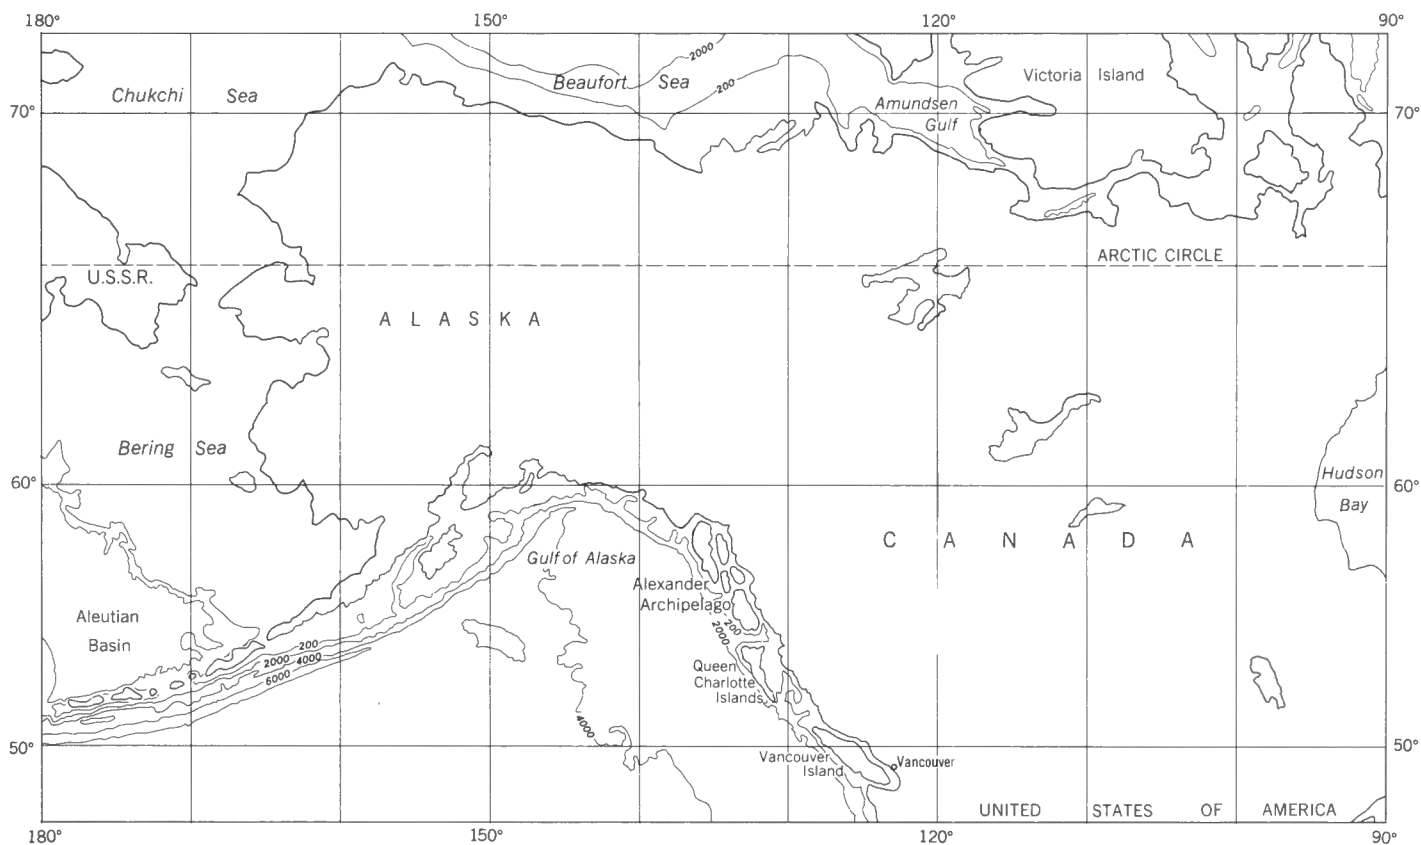 180° 150° 120° 90°
2000
Beaufort Sea
Victoria Island
Chukchi Sea
200
Amundsen
Gulf
70° 70°
ARCTIC CIRCLE
U.S.S.R.
ALASKA
Bering Sea
60° 60°
Hudson
Bay
CANADA
Gulf of Alaska
Alexander
Archipelago
Aleutian
Basin
200
2000
200
2000 4000
6000
Queen
Charlotte
Islands
4000
50° 50°
Vancouver
Island
Vancouver
UNITED STATES OF AMERICA
180° 150° 120° 90°